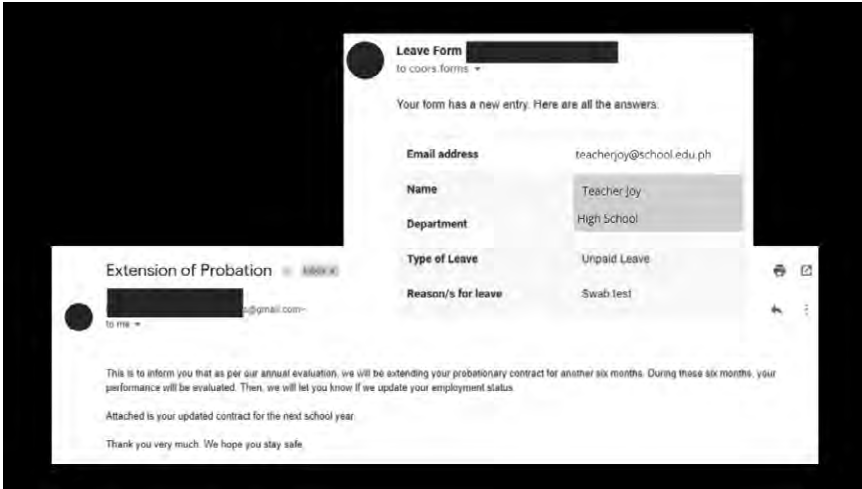 Leave Form
to coors.forms
Your form has a new entry. Here are all the answers.
Email address teacherjoy@school.edu.ph
Name Teacher Joy
Department High School
Type of Leave Unpaid Leave
Reason/s for leave Swab test
Extension of Probation Inbox x
s@gmail.com>
to me
This is to inform you that as per our annual evaluation, we will be extending your probationary contract for another six months. During these six months, your
performance will be evaluated. Then, we will let you know if we update your employment status.
Attached is your updated contract for the next school year.
Thank you very much. We hope you stay safe.